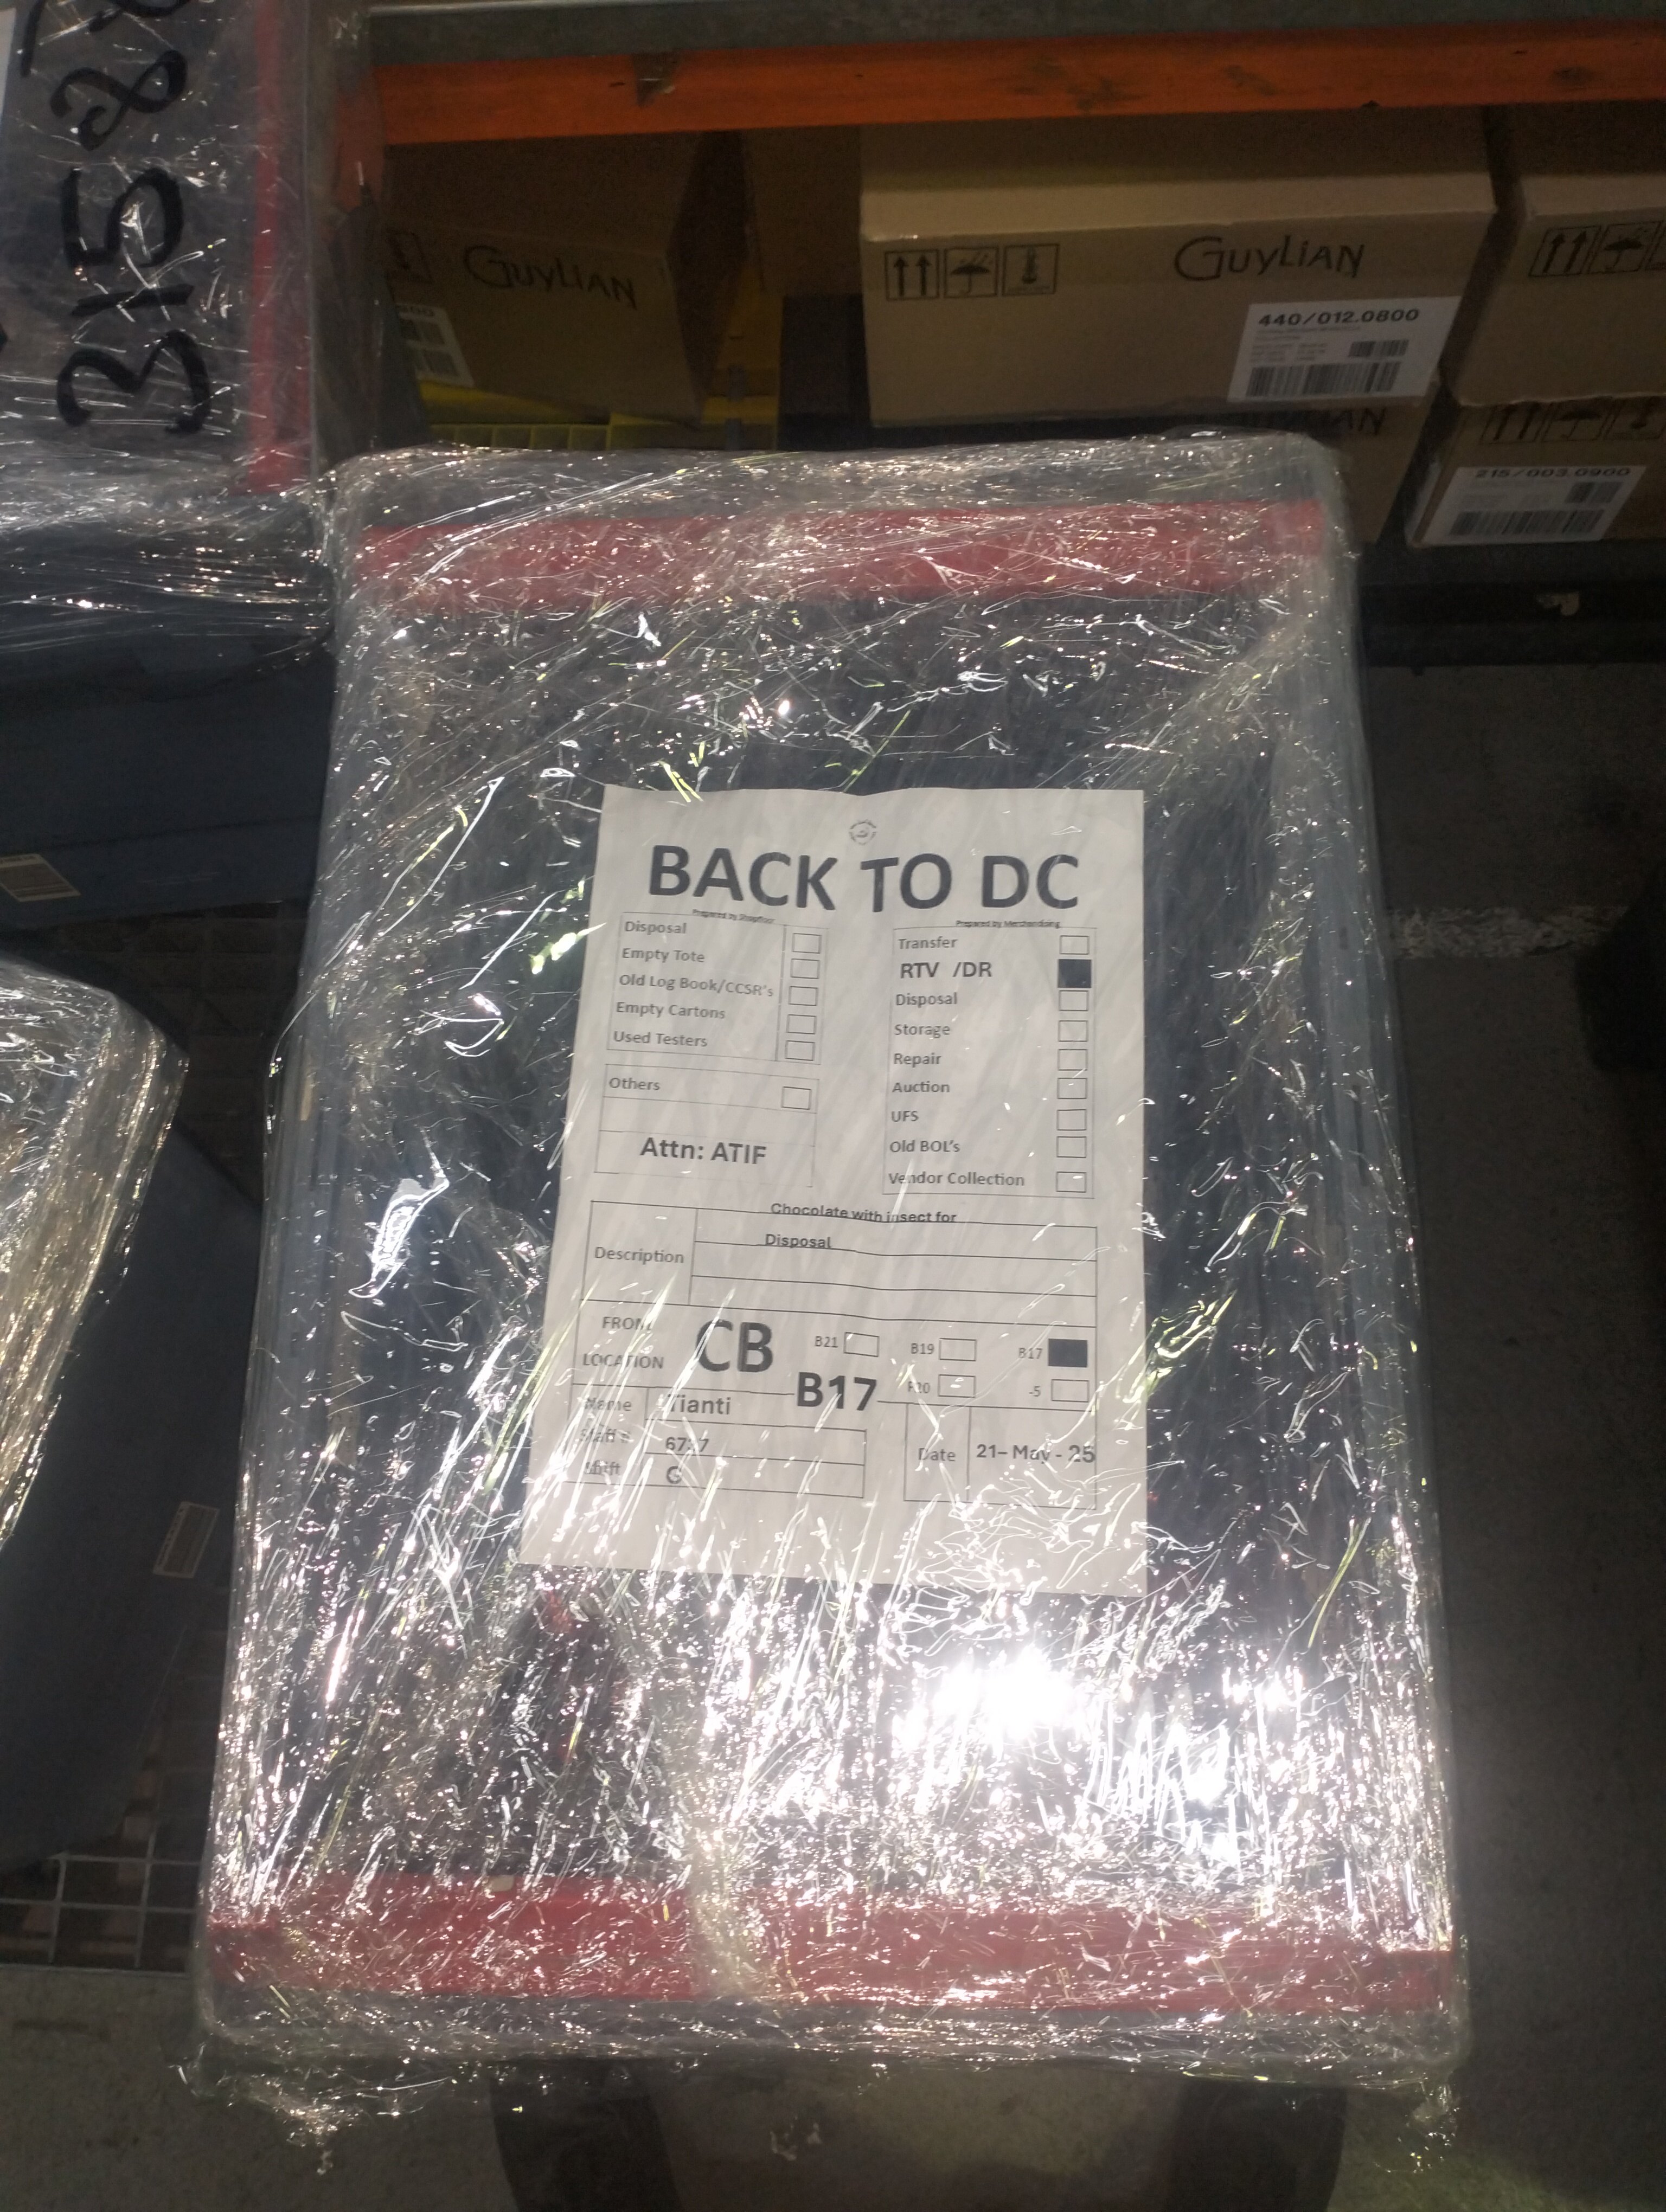 315 2
GUYLIAN
GUYLIAN
440/012.0800
215/003.0900
BACK TO DC
Prepared by Shopfloor
Disposal
Empty Tote
Old Log Book/CCSR's
Empty Cartons
Used Testers
Others
Attn: ATIF
Prepared by Merchandising
Transfer
RTV /DR
Disposal
Storage
Repair
Auction
UFS
Old BOL's
Vendor Collection
Description
Chocolate with insect for
Disposal
FROM
LOCATION
CB
B17
B21
B19
B17
-5
Name
Tianti
Staff #
Shift
G
Date
21– May - 25